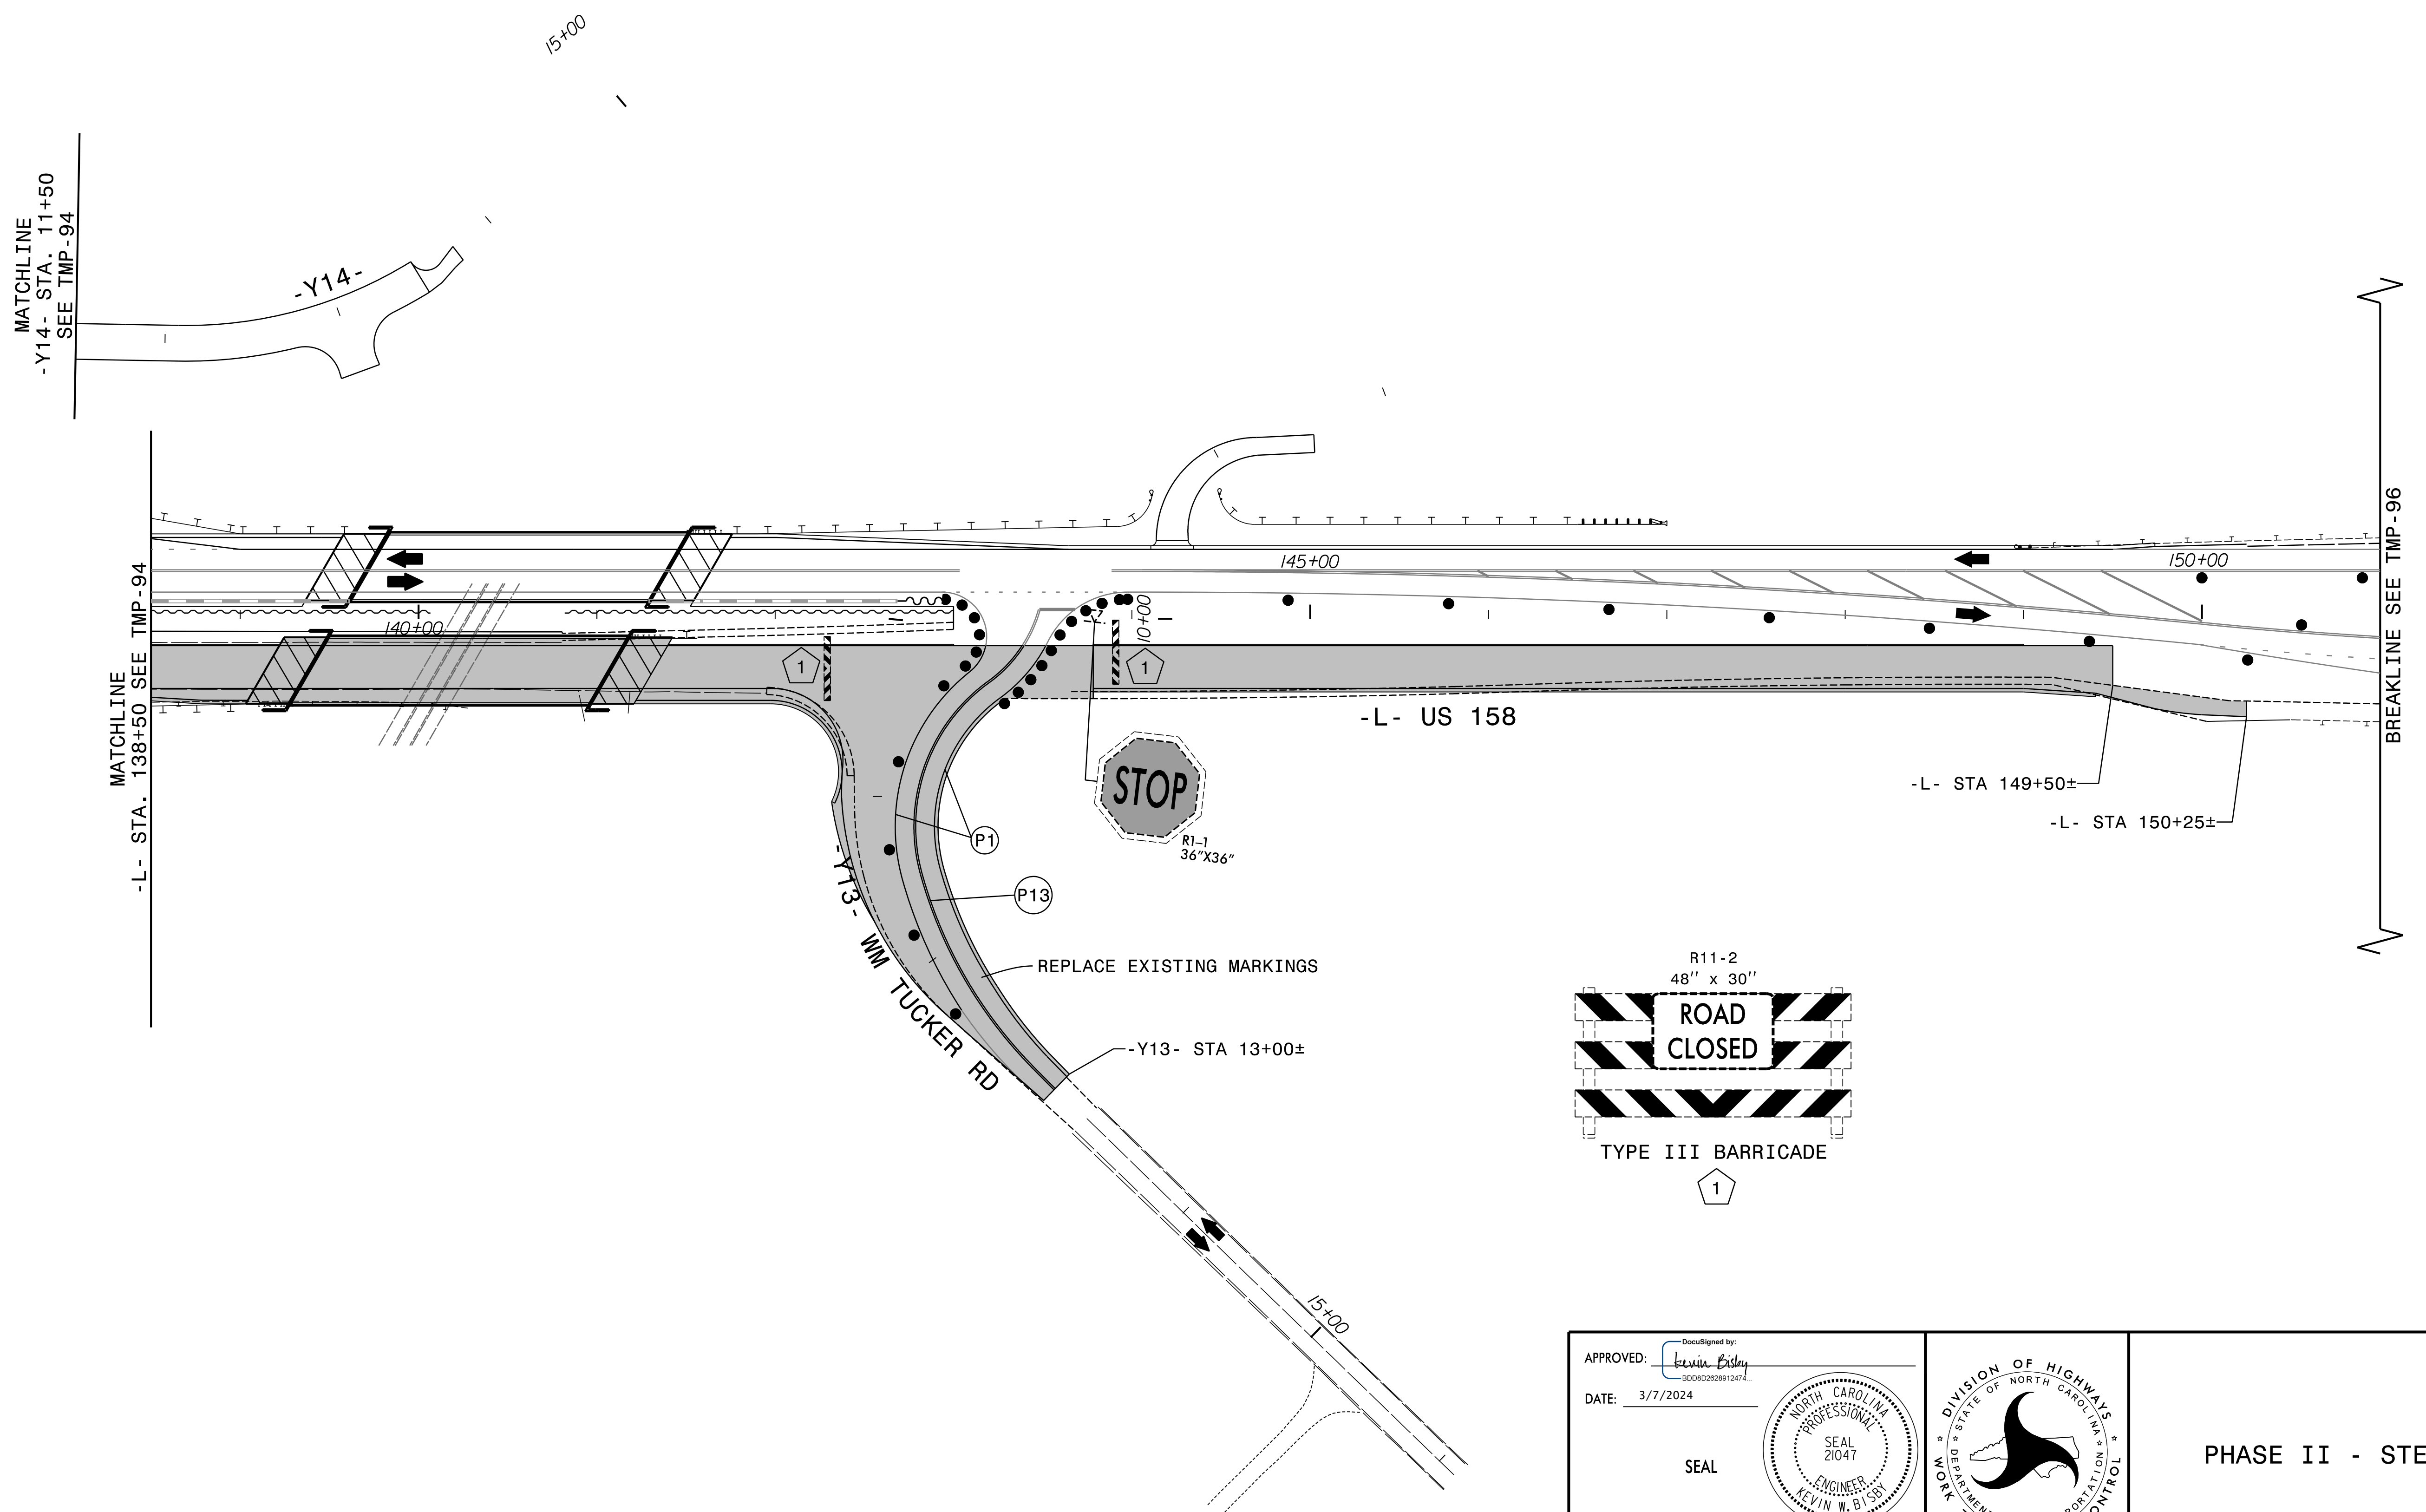 15+00
MATCHLINE
-Y14- STA. 11+50
SEE TMP-94
-Y14-
MATCHLINE
-L- STA. 138+50 SEE TMP-94
140+00
1
10+00
1
145+00
150+00
BREAKLINE SEE TMP-96
-L- US 158
STOP
R1-1
36"X36"
-L- STA 149+50±
-L- STA 150+25±
P1
P13
-Y13- WM TUCKER RD
REPLACE EXISTING MARKINGS
-Y13- STA 13+00±
15+00
R11-2
48" x 30"
ROAD
CLOSED
TYPE III BARRICADE
1
APPROVED:
DocuSigned by:
Kevin Bisby
BDD8D2628912474...
DATE: 3/7/2024
SEAL
NORTH CAROLINA
PROFESSIONAL
SEAL
21047
ENGINEER
KEVIN W. BISBY
DIVISION OF HIGHWAYS
STATE OF NORTH CAROLINA
WORK
PHASE II - STE